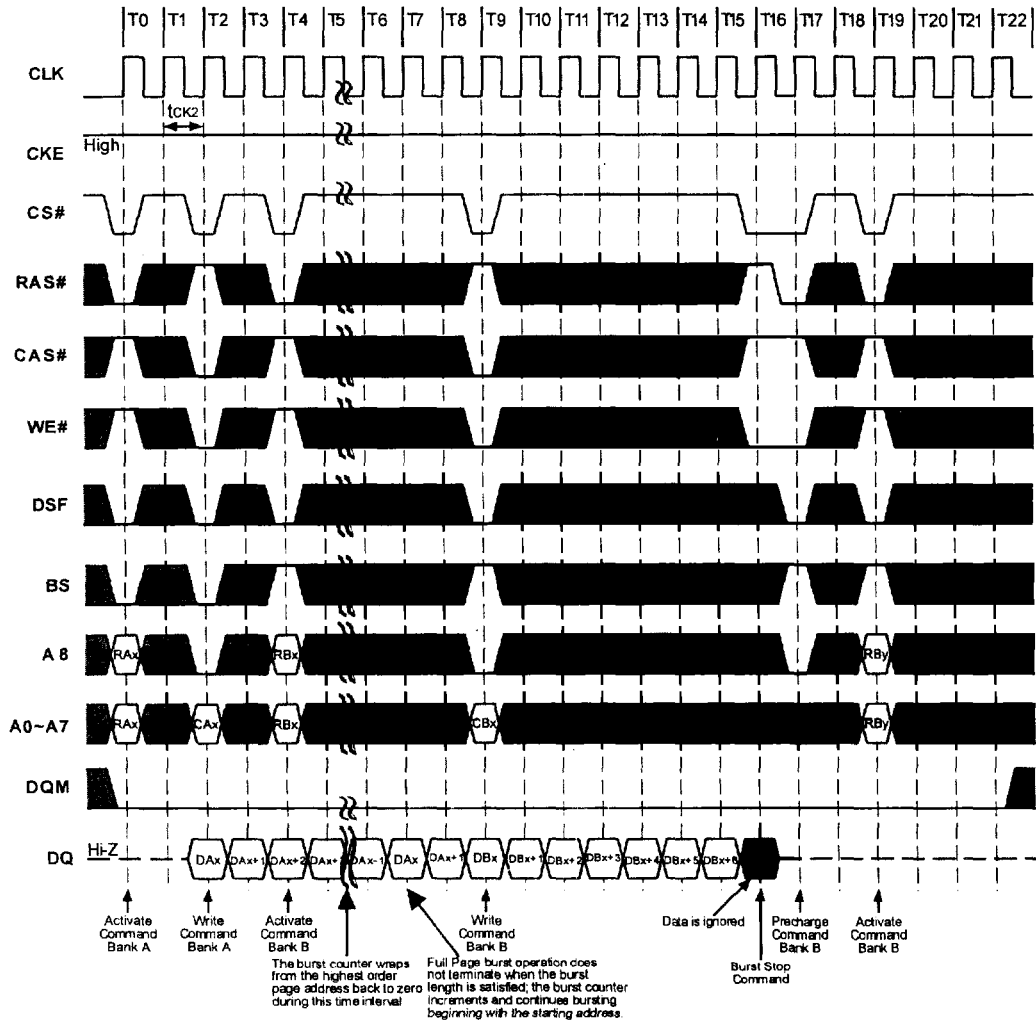 T0 T1 T2 T3 T4 T5 T6 T7 T8 T9 T10 T11 T12 T13 T14 T15 T16 T17 T18 T19 T20 T21 T22
CLK
tCK2
High
CKE
CS#
RAS#
CAS#
WE#
DSF
BS
A8
RAx RBx RBy
A0~A7
RAx CAx RBx CBx RBy
DQM
Hi-Z
DQ
DAx DAx+1 DAx+2 DAx-1 DAx DAx+1 DBx DBx+1 DBx+2 DBx+3 DBx+4 DBx+5 DBx+6
Activate
Command
Bank A
Write
Command
Bank A
Activate
Command
Bank B
The burst counter wraps
from the highest order
page address back to zero
during this time interval
Full Page burst operation does
not terminate when the burst
length is satisfied; the burst counter
increments and continues bursting
beginning with the starting address.
Write
Command
Bank B
Data is ignored
Burst Stop
Command
Precharge
Command
Bank B
Activate
Command
Bank B